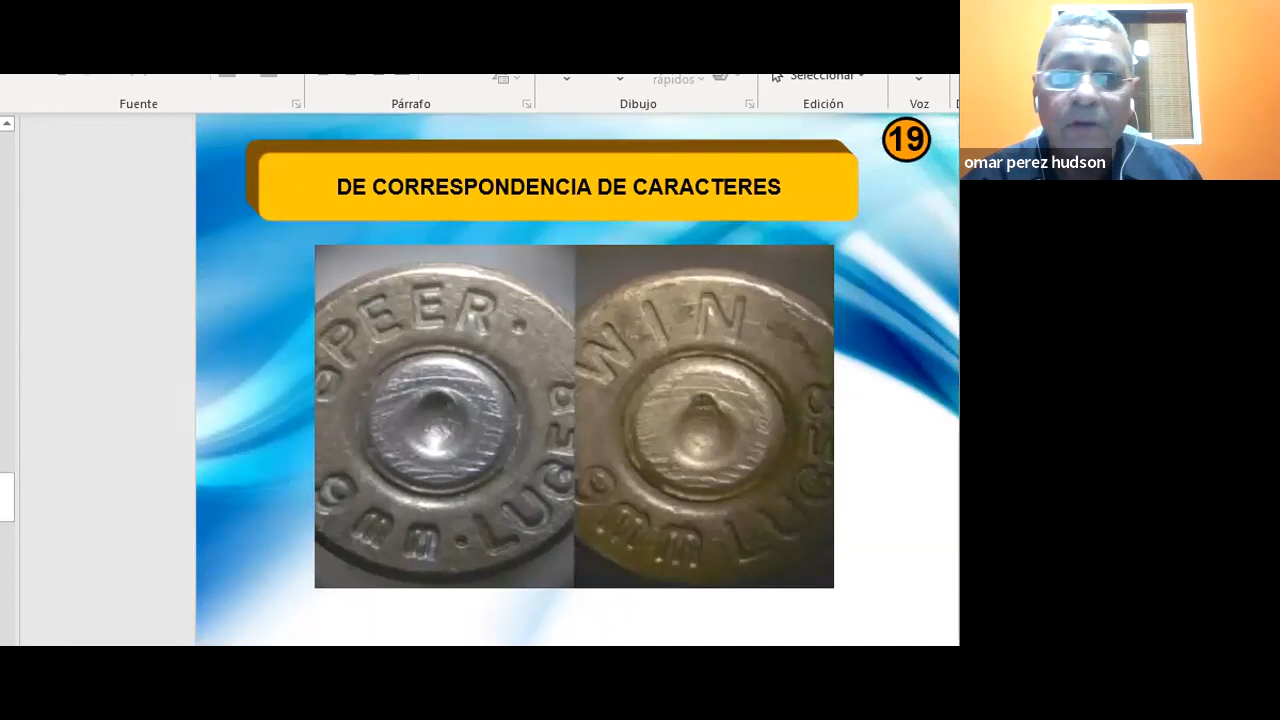 rápidos
Seleccionar
Fuente
Párrafo
Dibujo
Edición
Voz
19
DE CORRESPONDENCIA DE CARACTERES
SPEER·
9 mm·LUGER
WIN
9 mm LUGER
omar perez hudson